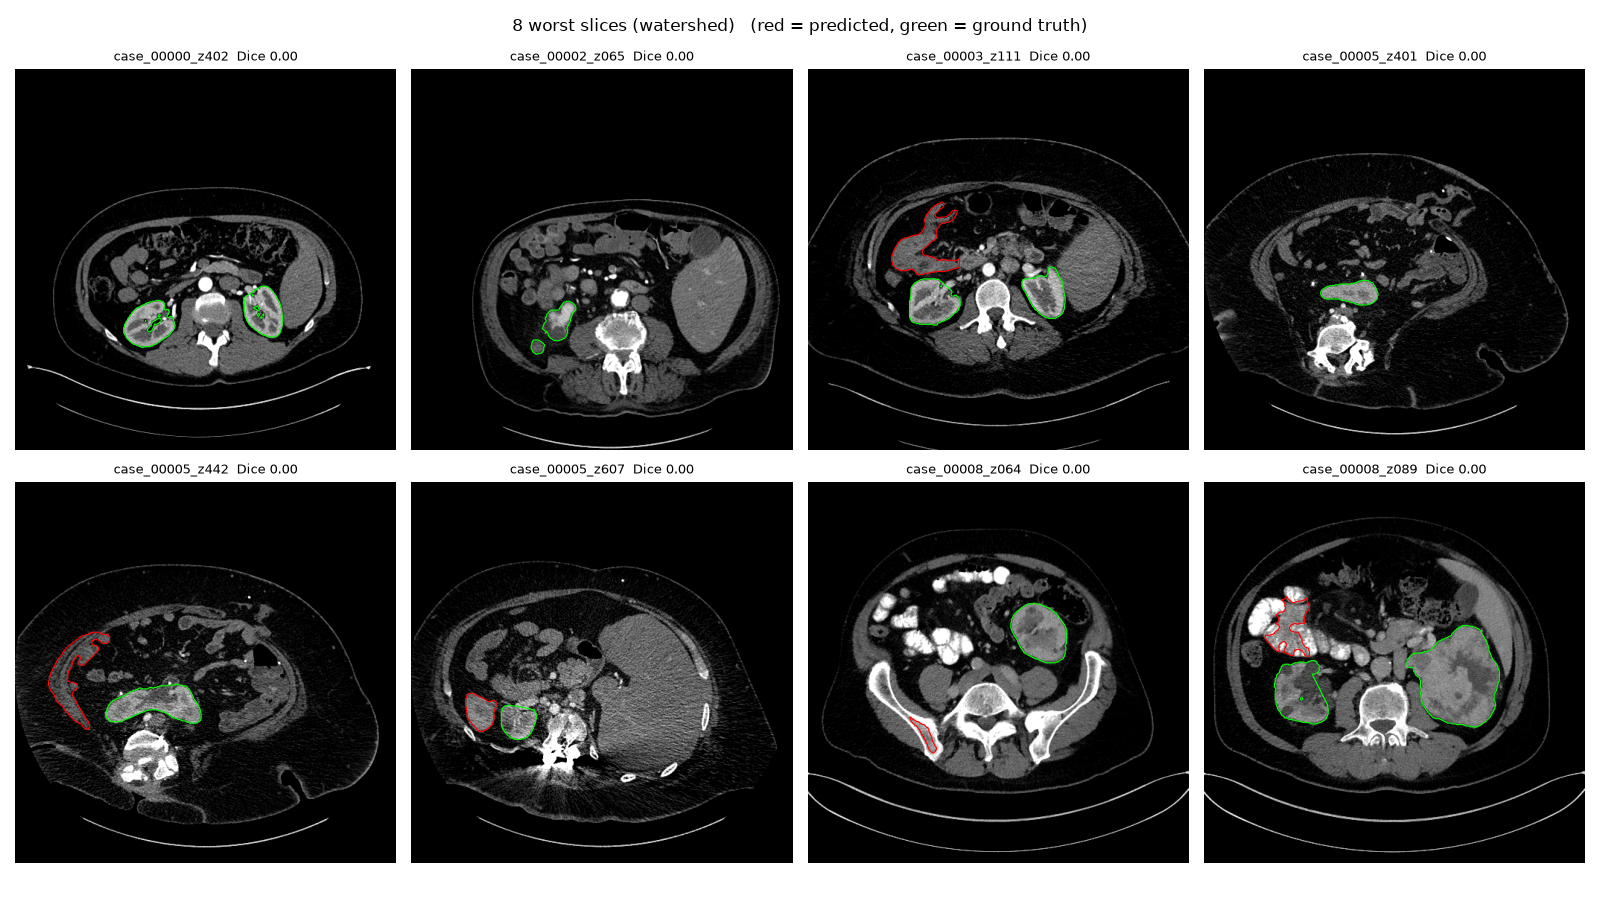 8 worst slices (watershed)   (red = predicted, green = ground truth)
case_00000_z402  Dice 0.00
case_00002_z065  Dice 0.00
case_00003_z111  Dice 0.00
case_00005_z401  Dice 0.00
case_00005_z442  Dice 0.00
case_00005_z607  Dice 0.00
case_00008_z064  Dice 0.00
case_00008_z089  Dice 0.00